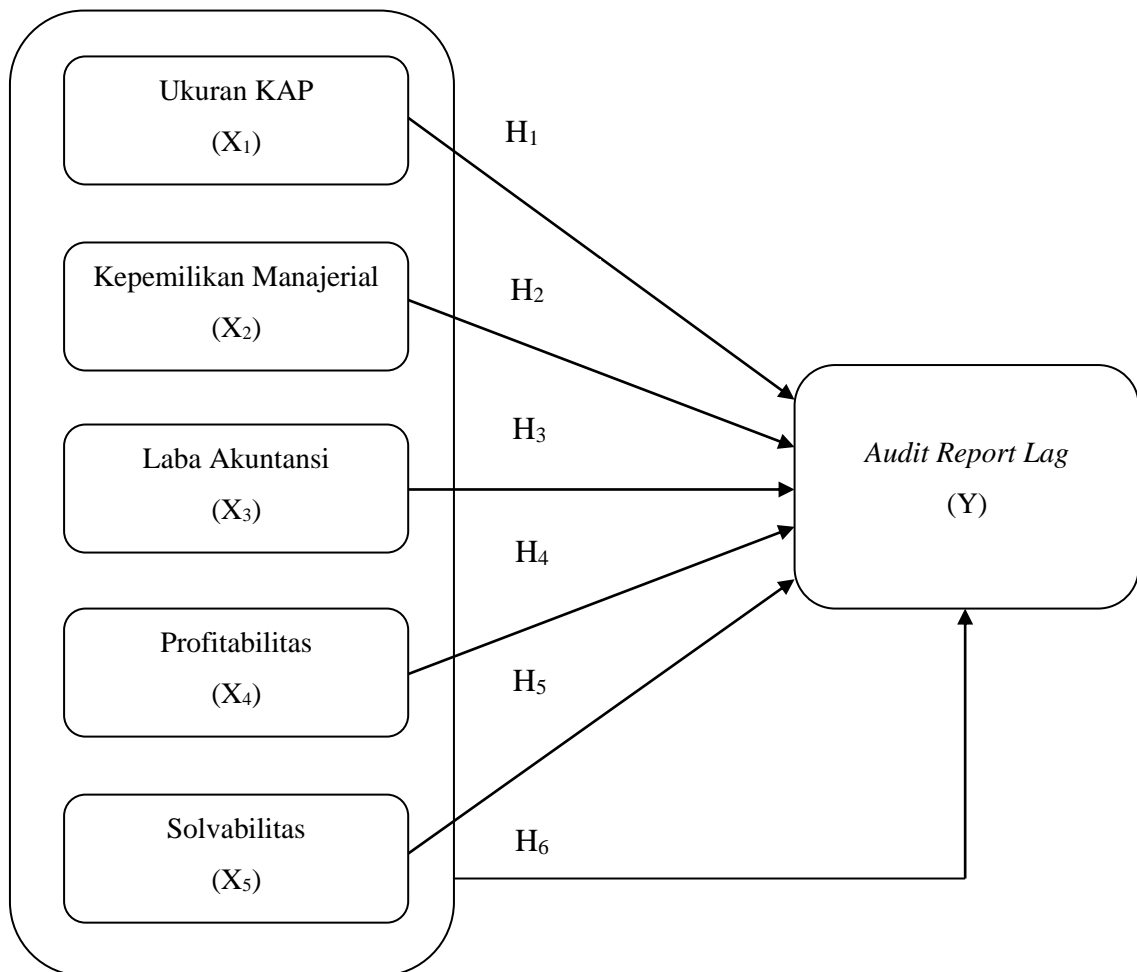 Ukuran KAP
(X₁)
H₁
Kepemilikan Manajerial
(X₂)
H₂
Laba Akuntansi
(X₃)
H₃
Audit Report Lag
(Y)
H₄
Profitabilitas
(X₄)
H₅
Solvabilitas
(X₅)
H₆